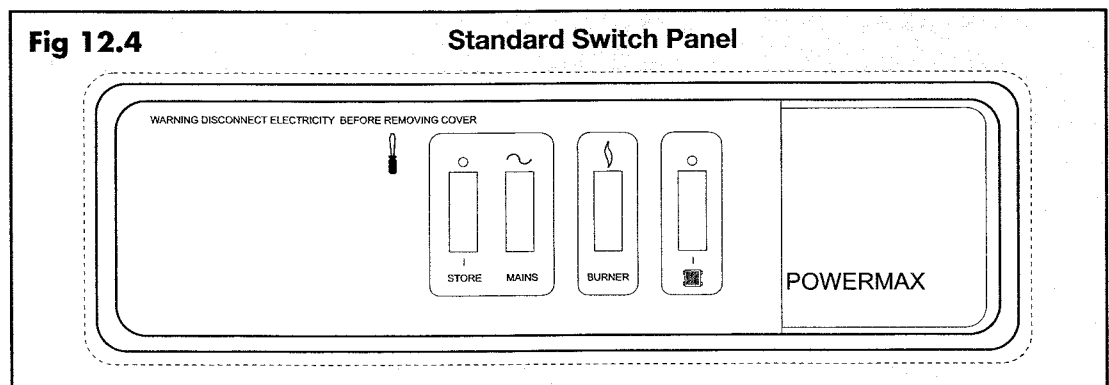 Fig 12.4
Standard Switch Panel
WARNING DISCONNECT ELECTRICITY BEFORE REMOVING COVER
STORE
MAINS
BURNER
POWERMAX